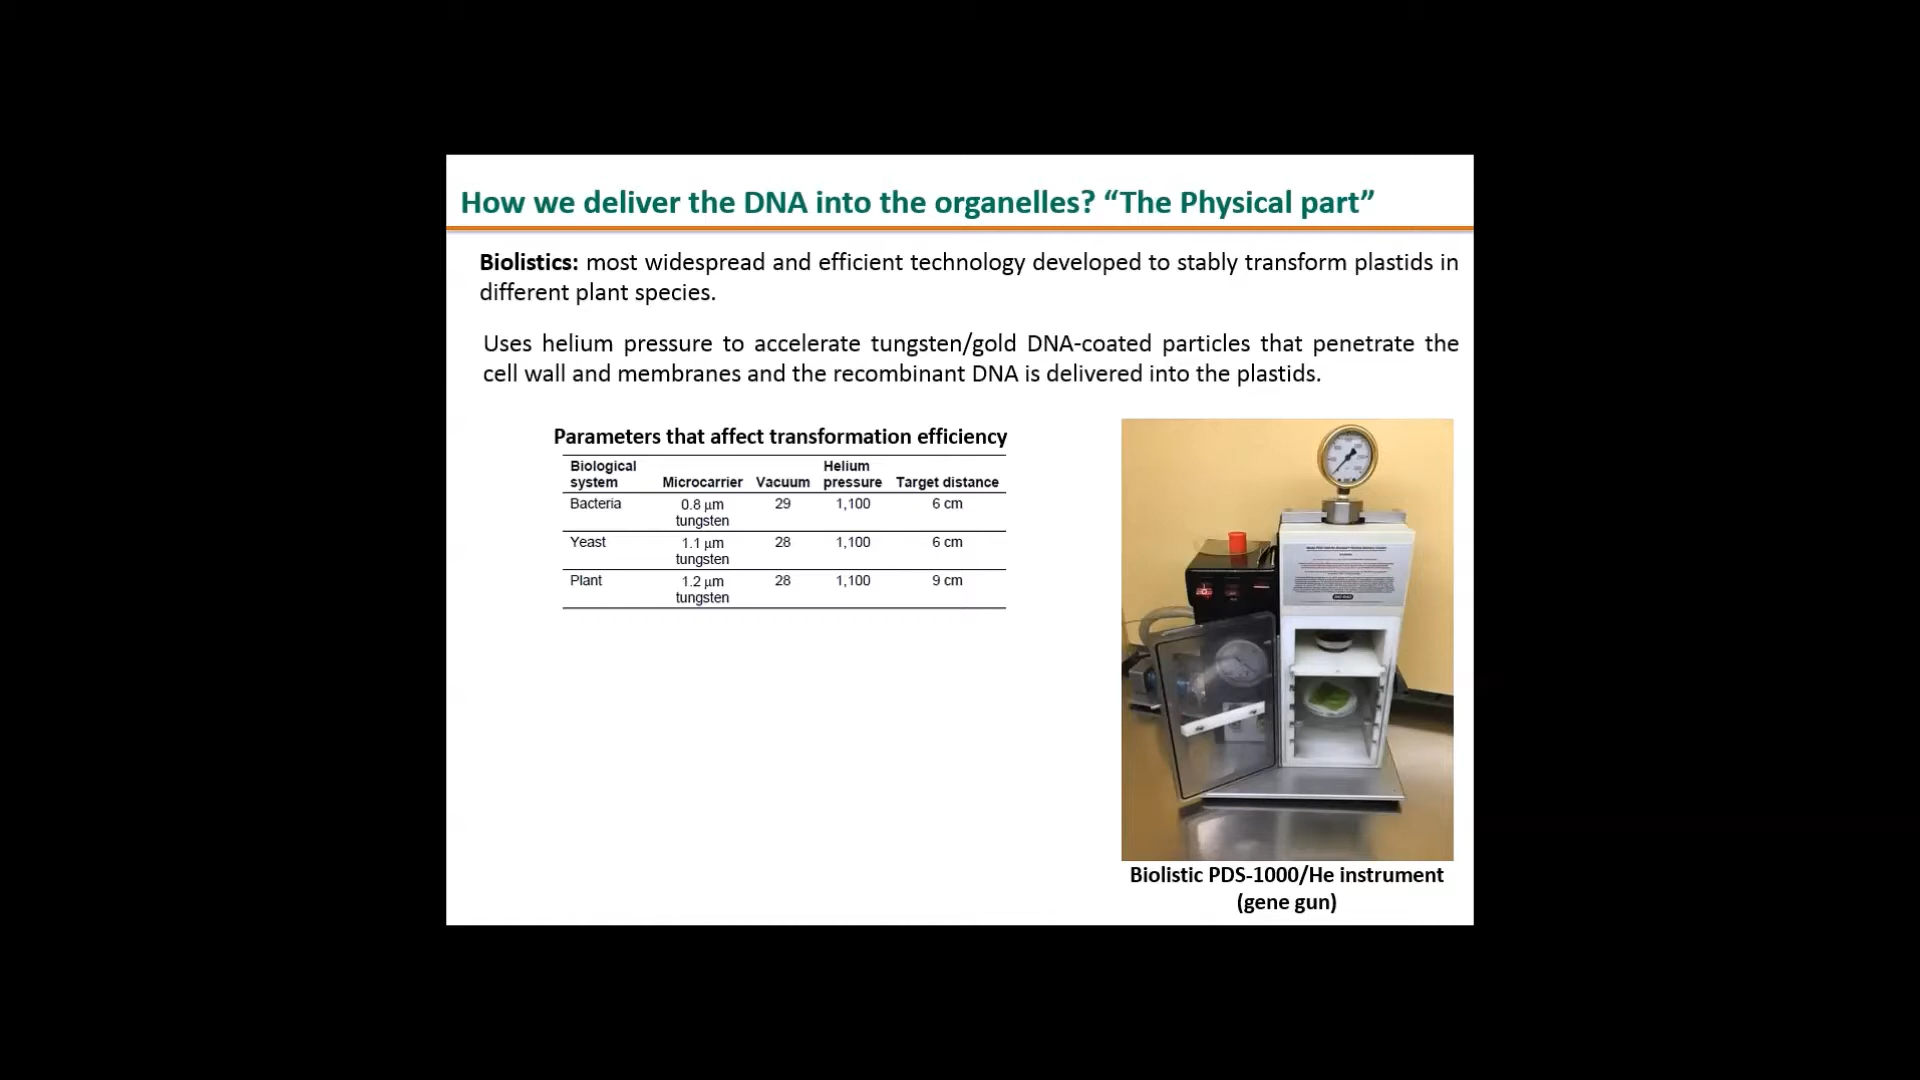 How we deliver the DNA into the organelles? “The Physical part”
Biolistics: most widespread and efficient technology developed to stably transform plastids in
different plant species.
Uses helium pressure to accelerate tungsten/gold DNA-coated particles that penetrate the
cell wall and membranes and the recombinant DNA is delivered into the plastids.
Parameters that affect transformation efficiency
Biological system Microcarrier Vacuum Helium pressure Target distance
Bacteria 0.8 µm tungsten 29 1,100 6 cm
Yeast 1.1 µm tungsten 28 1,100 6 cm
Plant 1.2 µm tungsten 28 1,100 9 cm
Biolistic PDS-1000/He instrument
(gene gun)